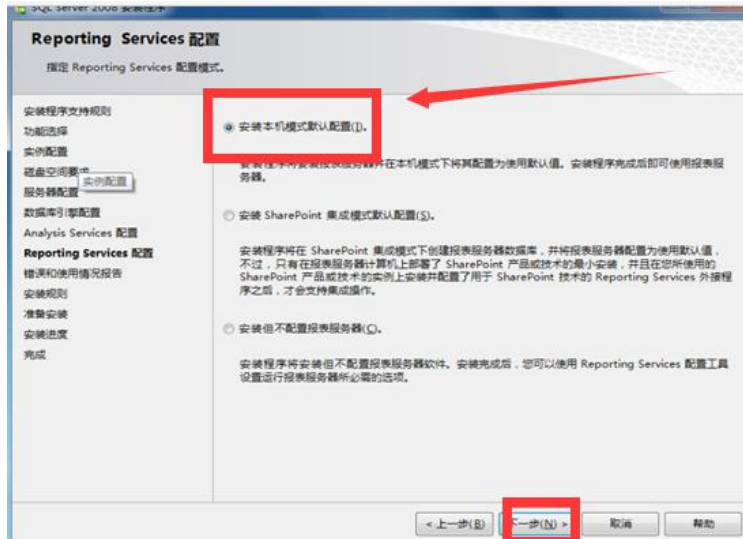 SQL Server 2008 安装程序
Reporting Services 配置
指定 Reporting Services 配置模式。
安装程序支持规则
功能选择
实例配置
磁盘空间要求
实例配置
服务器配置
数据库引擎配置
Analysis Services 配置
Reporting Services 配置
错误和使用情况报告
安装规则
准备安装
安装进度
完成
安装本机模式默认配置(I)。
安装程序将安装报表服务器并在本机模式下将其配置为使用默认值。安装程序完成后即可使用报表服
务器。
安装 SharePoint 集成模式默认配置(S)。
安装程序将在 SharePoint 集成模式下创建报表服务器数据库，并将报表服务器配置为使用默认值，
不过，只有在报表服务器计算机上部署了 SharePoint 产品或技术的最小安装，并且在您所使用的
SharePoint 产品或技术的实例上安装并配置了用于 SharePoint 技术的 Reporting Services 外接程
序之后，才会支持集成操作。
安装但不配置报表服务器(C)。
安装程序将安装但不配置报表服务器软件。安装完成后，您可以使用 Reporting Services 配置工具
设置运行报表服务器所必需的选项。
< 上一步(B)
下一步(N) >
取消
帮助